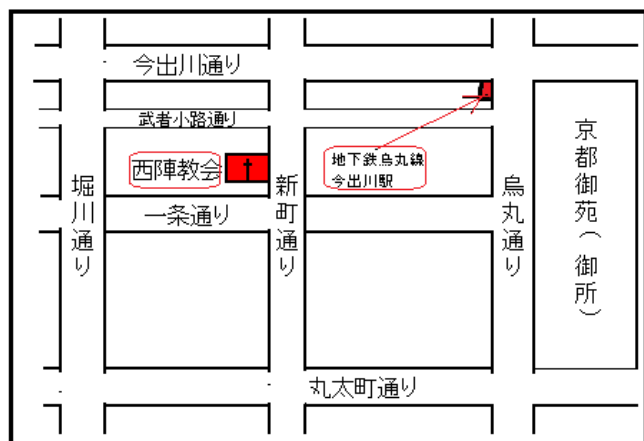 今出川通り
武者小路通り
西陣教会
地下鉄烏丸線
今出川駅
一条通り
堀川通り
新町通り
烏丸通り
京都御苑(御所)
丸太町通り